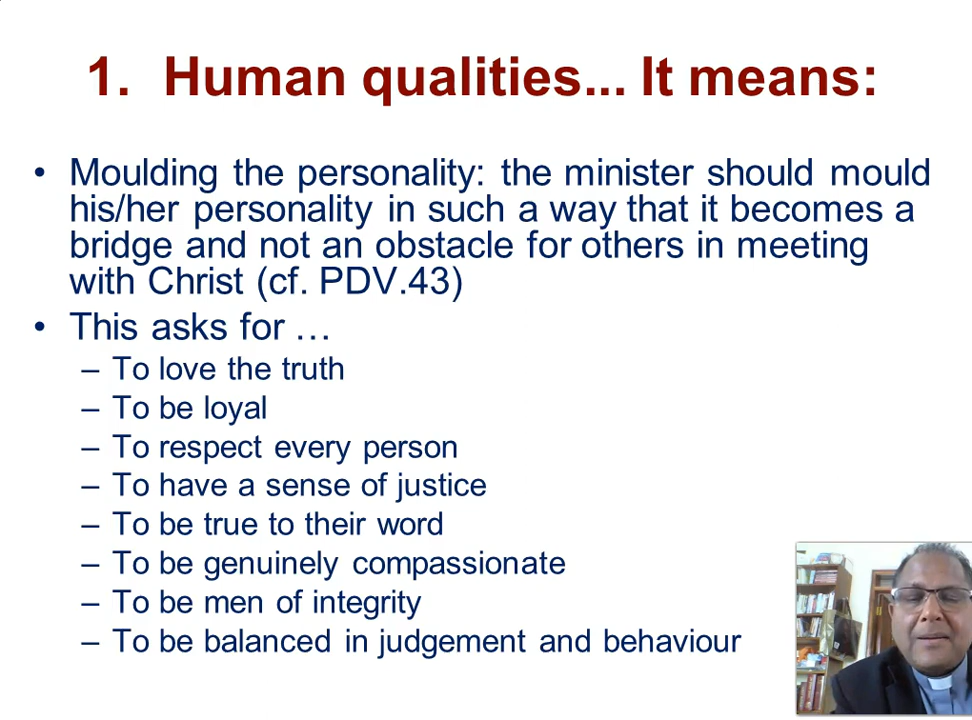 1. Human qualities... It means:
• Moulding the personality: the minister should mould
his/her personality in such a way that it becomes a
bridge and not an obstacle for others in meeting
with Christ (cf. PDV.43)
• This asks for …
– To love the truth
– To be loyal
– To respect every person
– To have a sense of justice
– To be true to their word
– To be genuinely compassionate
– To be men of integrity
– To be balanced in judgement and behaviour